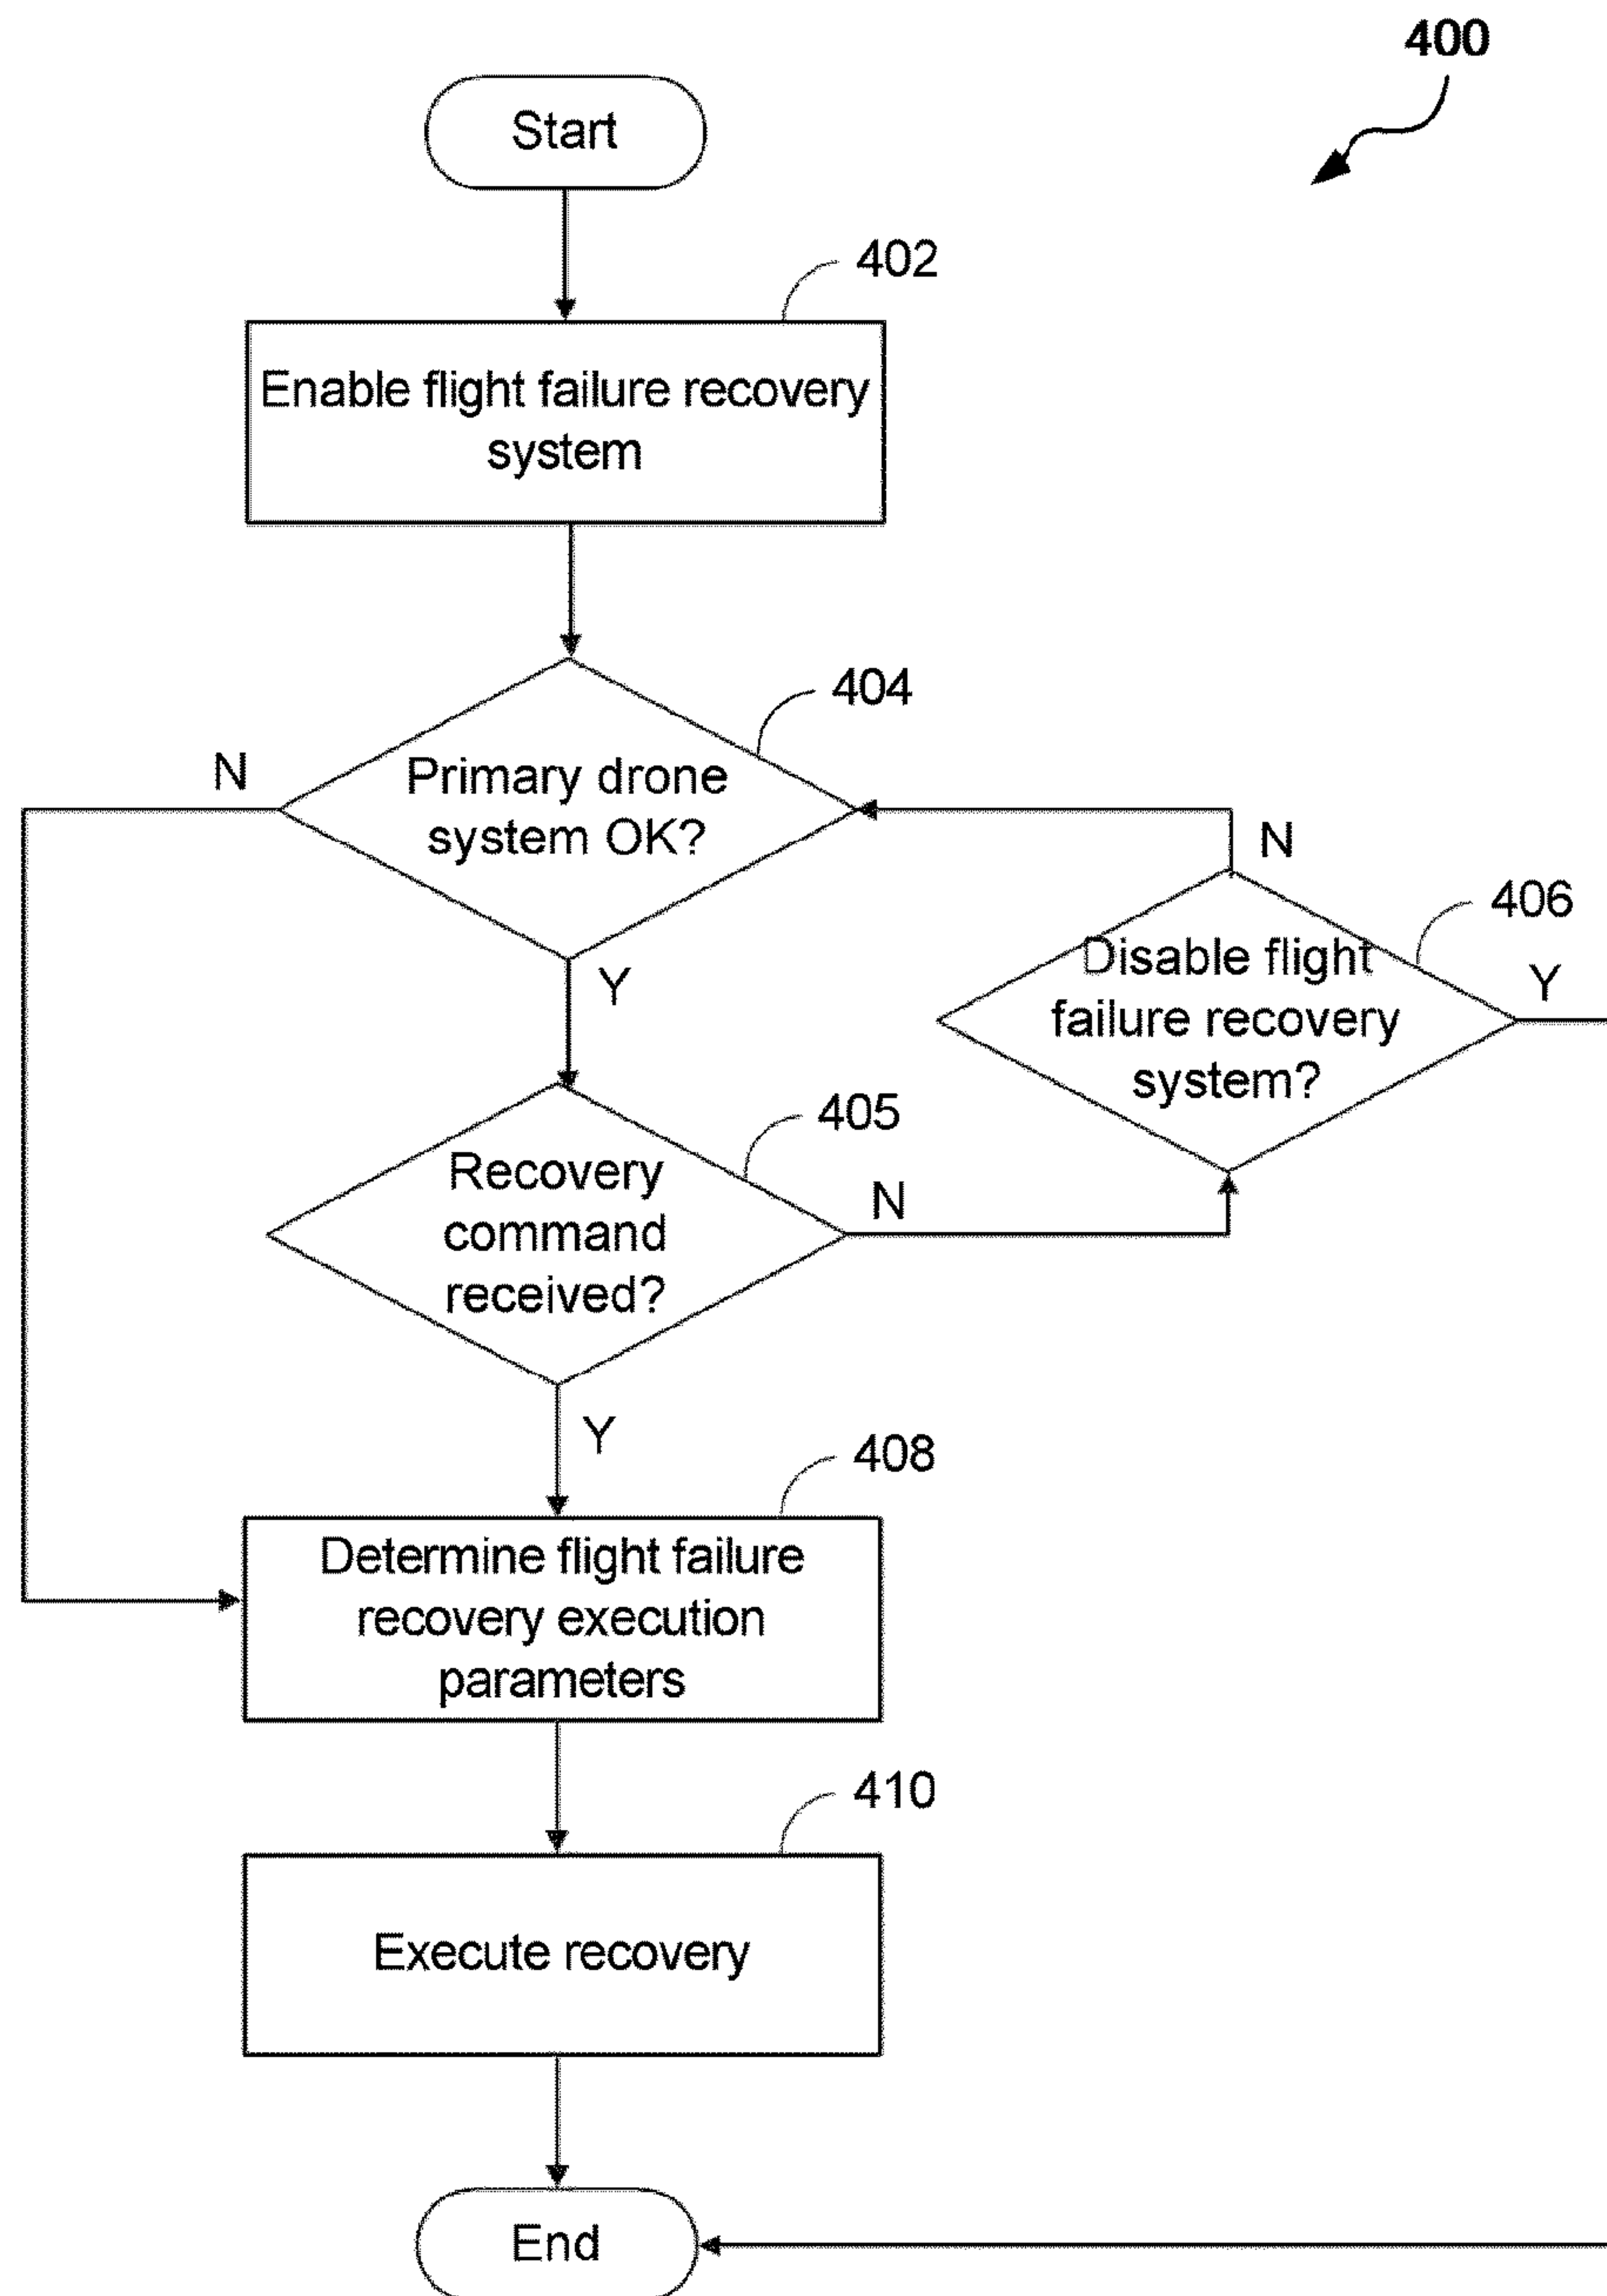 400
Start
402
Enable flight failure recovery
system
404
N
Primary drone
system OK?
N
406
Y
Disable flight
failure recovery
system?
Y
405
Recovery
command
received?
N
Y
408
Determine flight failure
recovery execution
parameters
410
Execute recovery
End